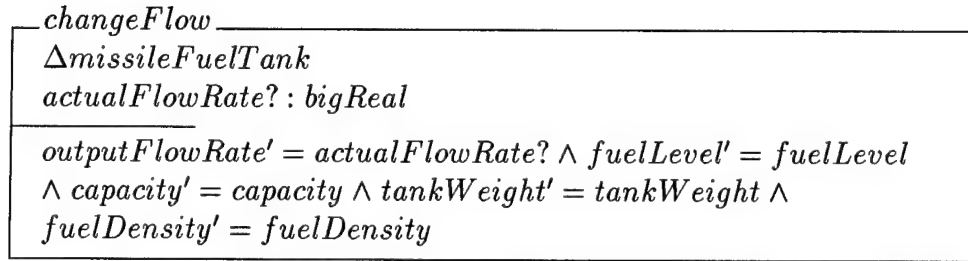 changeFlow
ΔmissileFuelTank
actualFlowRate? : bigReal
outputFlowRate′ = actualFlowRate? ∧ fuelLevel′ = fuelLevel
∧ capacity′ = capacity ∧ tankWeight′ = tankWeight ∧
fuelDensity′ = fuelDensity